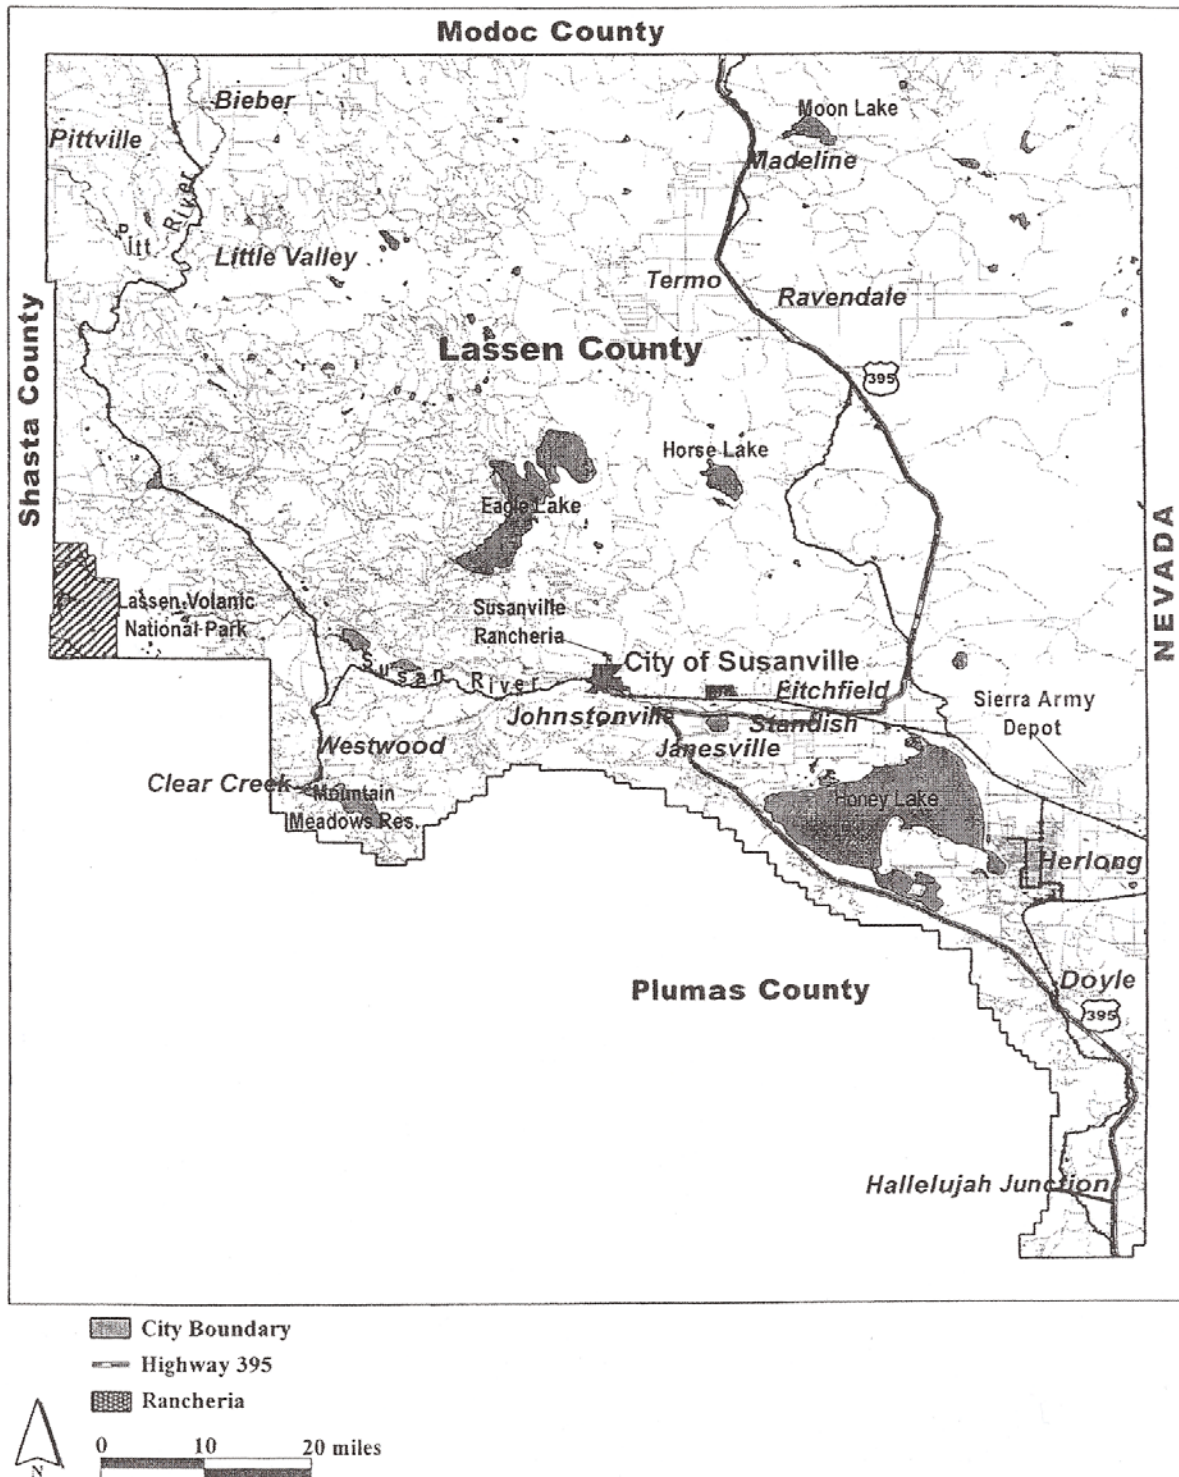 Modoc County
Bieber
Moon Lake
Pittville
Madeline
Pitt River
Little Valley
Termo
Ravendale
Shasta County
Lassen County
395
Horse Lake
Eagle Lake
NEVADA
Lassen Volanic
National Park
Susanville
Rancheria
City of Susanville
Susan River
Fitchfield
Sierra Army
Depot
Johnstonville
Standish
Westwood
Janesville
Clear Creek
Mountain
Meadows Res.
Honey Lake
Herlong
Plumas County
Doyle
395
Hallelujah Junction
City Boundary
Highway 395
Rancheria
N
0 10 20 miles